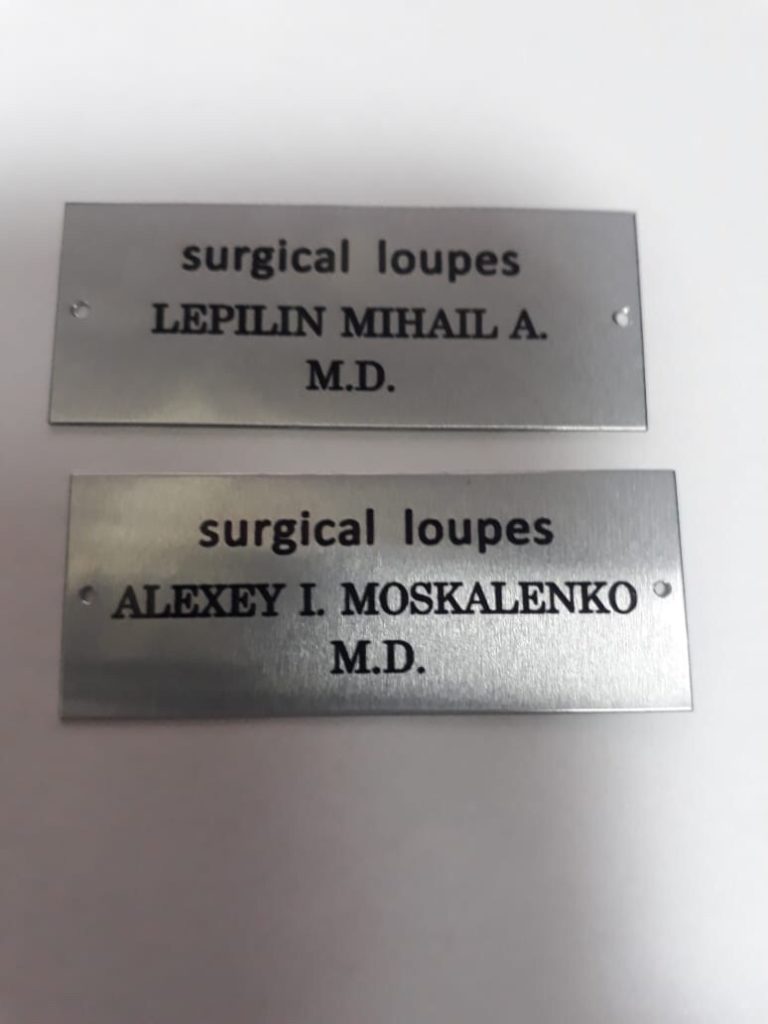 surgical loupes
LEPILIN MIHAIL A.
M.D.
surgical loupes
ALEXEY I. MOSKALENKO
M.D.